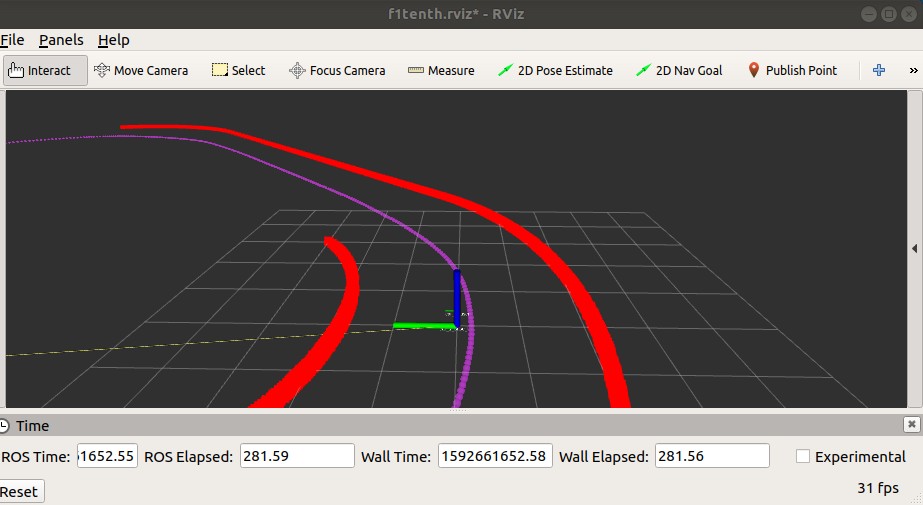 f1tenth.rviz* - RViz
File Panels Help
Interact Move Camera Select Focus Camera Measure 2D Pose Estimate 2D Nav Goal Publish Point »
Time
ROS Time: 1652.55 ROS Elapsed: 281.59 Wall Time: 1592661652.58 Wall Elapsed: 281.56 Experimental
Reset 31 fps